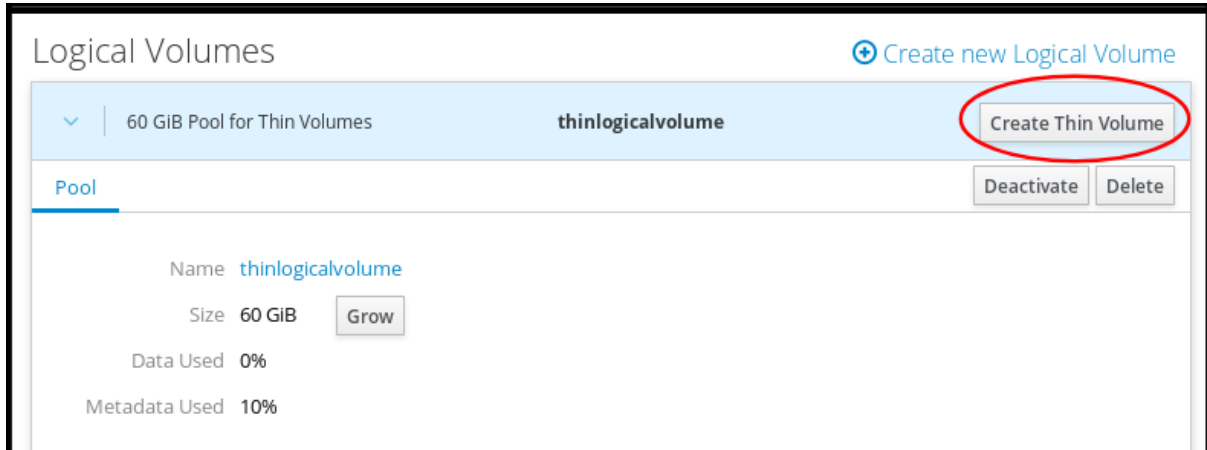 Logical Volumes
Create new Logical Volume
60 GiB Pool for Thin Volumes thinlogicalvolume Create Thin Volume
Pool Deactivate Delete
Name thinlogicalvolume
Size 60 GiB Grow
Data Used 0%
Metadata Used 10%